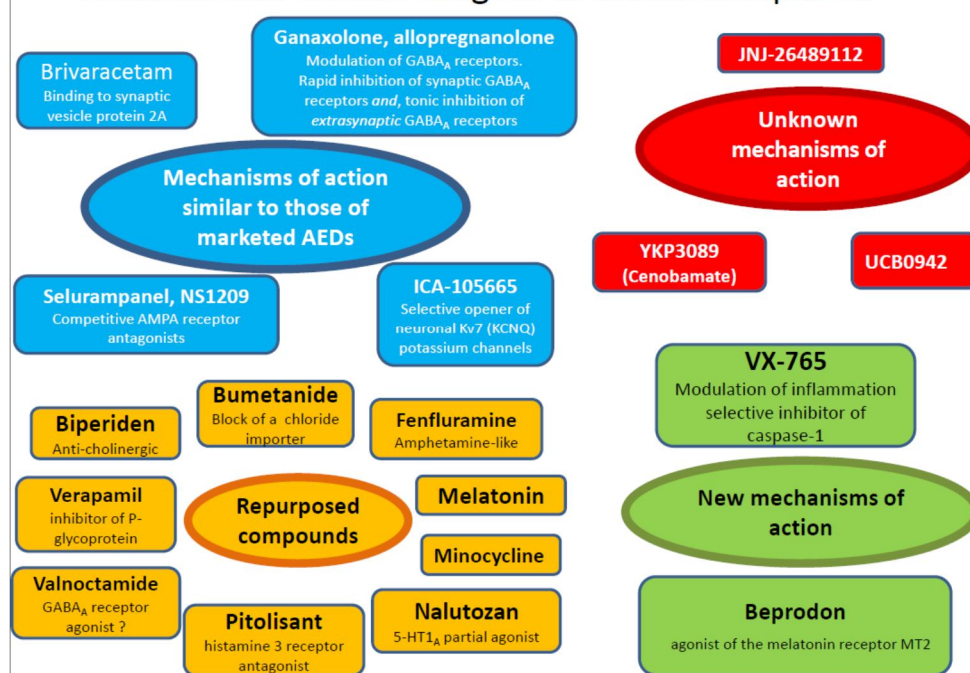 Brivaracetam
Binding to synaptic
vesicle protein 2A
Ganaxolone, allopregnanolone
Modulation of GABAA receptors.
Rapid inhibition of synaptic GABAA
receptors and, tonic inhibition of
extrasynaptic GABAA receptors
Mechanisms of action
similar to those of
marketed AEDs
Selurampanel, NS1209
Competitive AMPA receptor
antagonists
ICA-105665
Selective opener of
neuronal Kv7 (KCNQ)
potassium channels
JNJ-26489112
Unknown
mechanisms of
action
YKP3089
(Cenobamate)
UCB0942
Biperiden
Anti-cholinergic
Bumetanide
Block of a chloride
importer
Fenfluramine
Amphetamine-like
Verapamil
inhibitor of P-
glycoprotein
Repurposed
compounds
Melatonin
Minocycline
Valnoctamide
GABAA receptor
agonist ?
Pitolisant
histamine 3 receptor
antagonist
Nalutozan
5-HT1A partial agonist
VX-765
Modulation of inflammation
selective inhibitor of
caspase-1
New mechanisms of
action
Beprodon
agonist of the melatonin receptor MT2